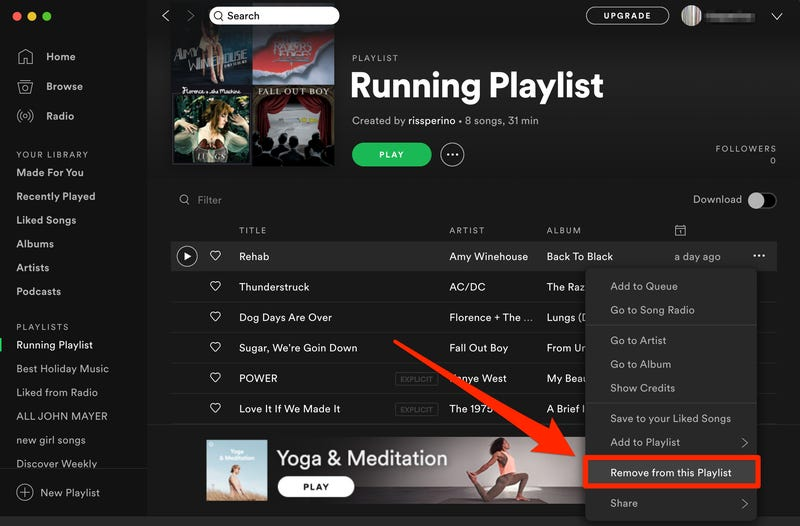 Search
UPGRADE
Home
Browse
Radio
YOUR LIBRARY
Made For You
Recently Played
Liked Songs
Albums
Artists
Podcasts
PLAYLISTS
Running Playlist
Best Holiday Music
Liked from Radio
ALL JOHN MAYER
new girl songs
Discover Weekly
New Playlist
AMY WINEHOUSE
Florence + the Machine
LUNGS
FALL OUT BOY
PLAYLIST
Running Playlist
Created by rissperino • 8 songs, 31 min
PLAY
FOLLOWERS
0
Filter
Download
TITLE ARTIST ALBUM
Rehab Amy Winehouse Back To Black a day ago
Thunderstruck AC/DC The Raz
Dog Days Are Over Florence + The ... Lungs (D
Sugar, We're Goin Down Fall Out Boy From Un
POWER EXPLICIT anye West My Beau
Love It If We Made It EXPLICIT The 1975 A Brief I
Add to Queue
Go to Song Radio
Go to Artist
Go to Album
Show Credits
Save to your Liked Songs
Add to Playlist
Remove from this Playlist
Share
Yoga & Meditation
Yoga & Meditation
PLAY